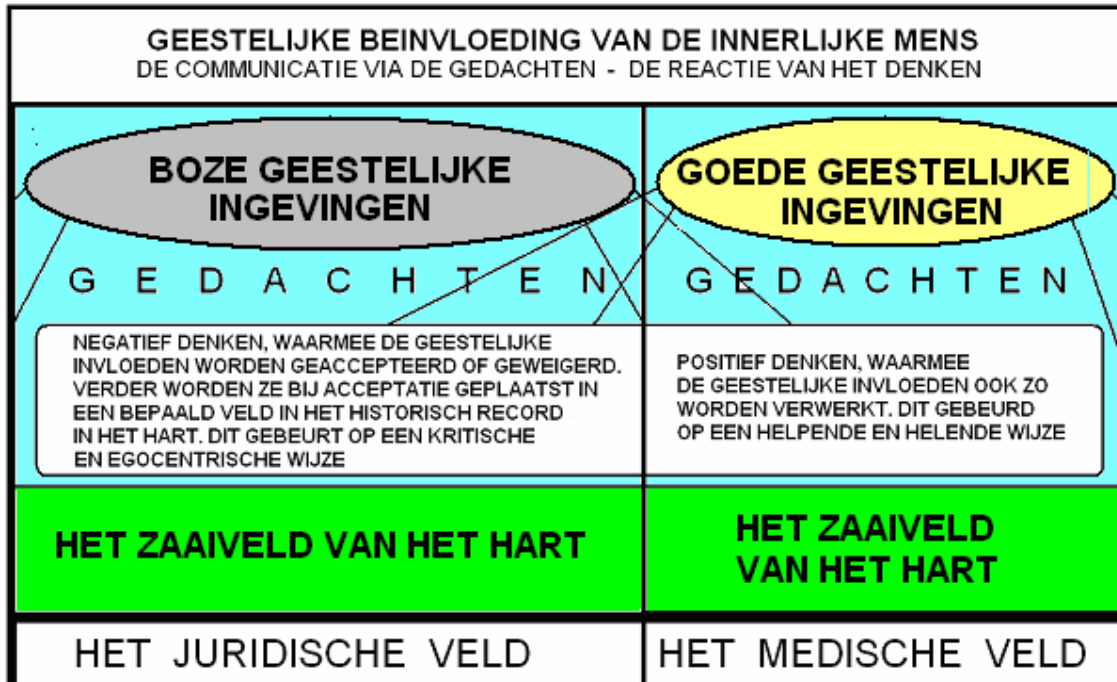 GEESTELIJKE BEINVLOEDING VAN DE INNERLIJKE MENS
DE COMMUNICATIE VIA DE GEDACHTEN - DE REACTIE VAN HET DENKEN
BOZE GEESTELIJKE
INGEVINGEN
GEDACHTEN
NEGATIEF DENKEN, WAARMEE DE GEESTELIJKE
INVLOEDEN WORDEN GEACCEPTEERD OF GEWEIGERD.
VERDER WORDEN ZE BIJ ACCEPTATIE GEPLAATST IN
EEN BEPAALD VELD IN HET HISTORISCH RECORD
IN HET HART. DIT GEBEURT OP EEN KRITISCHE
EN EGOCENTRISCHE WIJZE
HET ZAAIVELD VAN HET HART
HET JURIDISCHE VELD
GOEDE GEESTELIJKE
INGEVINGEN
GEDACHTEN
POSITIEF DENKEN, WAARMEE
DE GEESTELIJKE INVLOEDEN OOK ZO
WORDEN VERWERKT. DIT GEBEURD
OP EEN HELPENDE EN HELENDE WIJZE
HET ZAAIVELD
VAN HET HART
HET MEDISCHE VELD